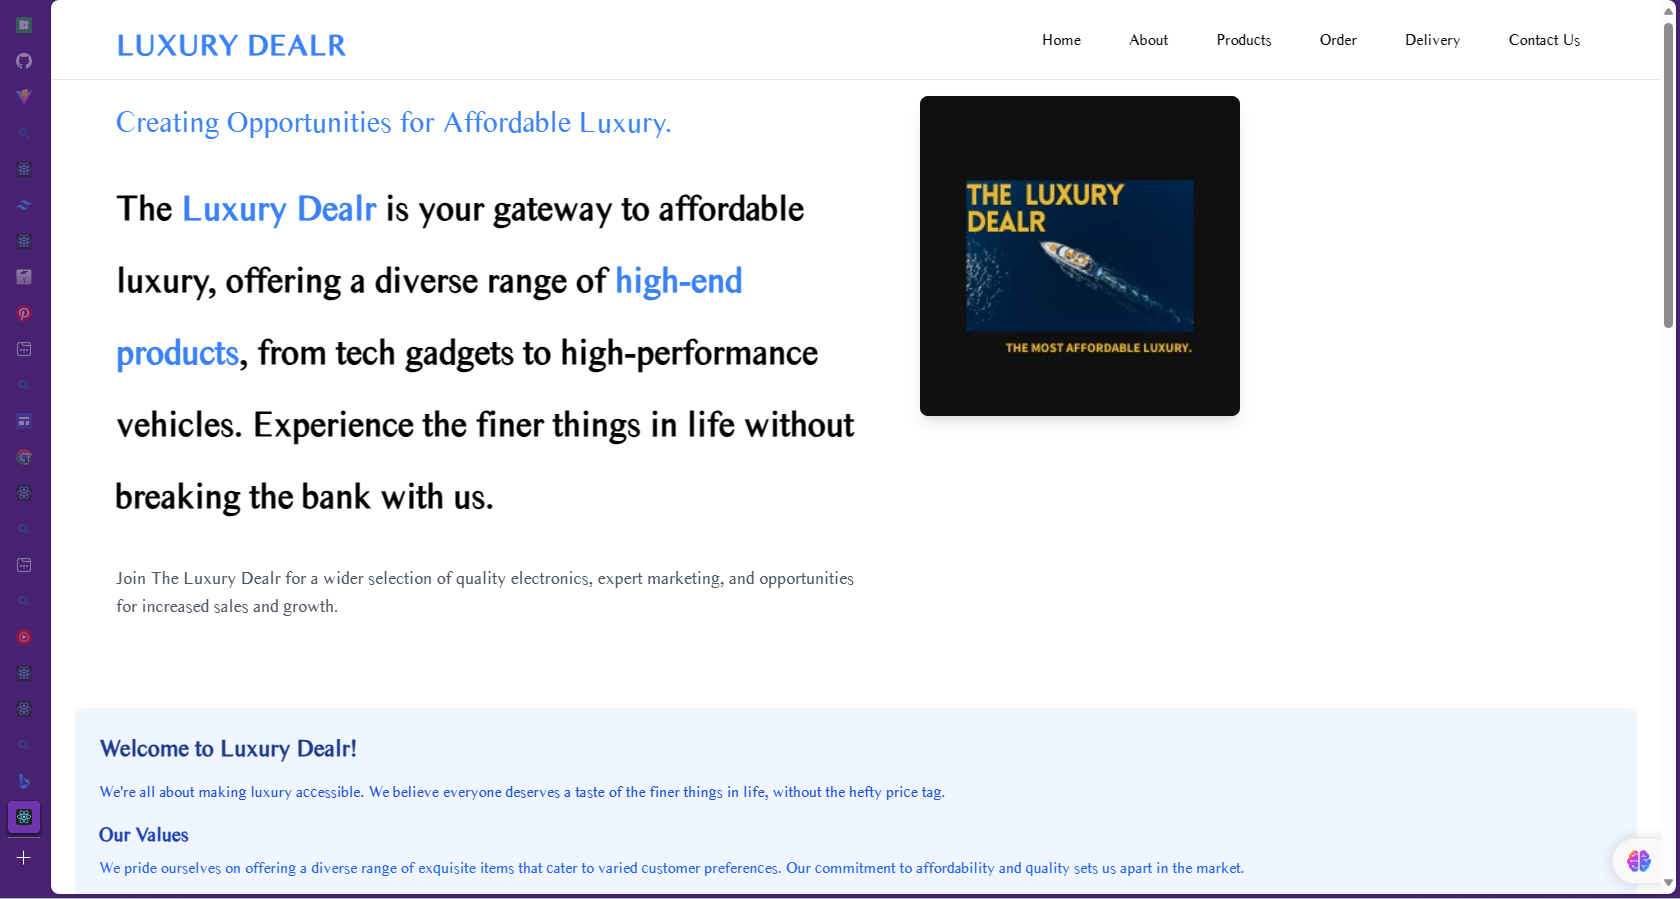 LUXURY DEALR
Home About Products Order Delivery Contact Us
Creating Opportunities for Affordable Luxury.
The Luxury Dealr is your gateway to affordable
luxury, offering a diverse range of high-end
products, from tech gadgets to high-performance
vehicles. Experience the finer things in life without
breaking the bank with us.
Join The Luxury Dealr for a wider selection of quality electronics, expert marketing, and opportunities
for increased sales and growth.
THE LUXURY
DEALR
THE MOST AFFORDABLE LUXURY.
Welcome to Luxury Dealr!
We're all about making luxury accessible. We believe everyone deserves a taste of the finer things in life, without the hefty price tag.
Our Values
We pride ourselves on offering a diverse range of exquisite items that cater to varied customer preferences. Our commitment to affordability and quality sets us apart in the market.